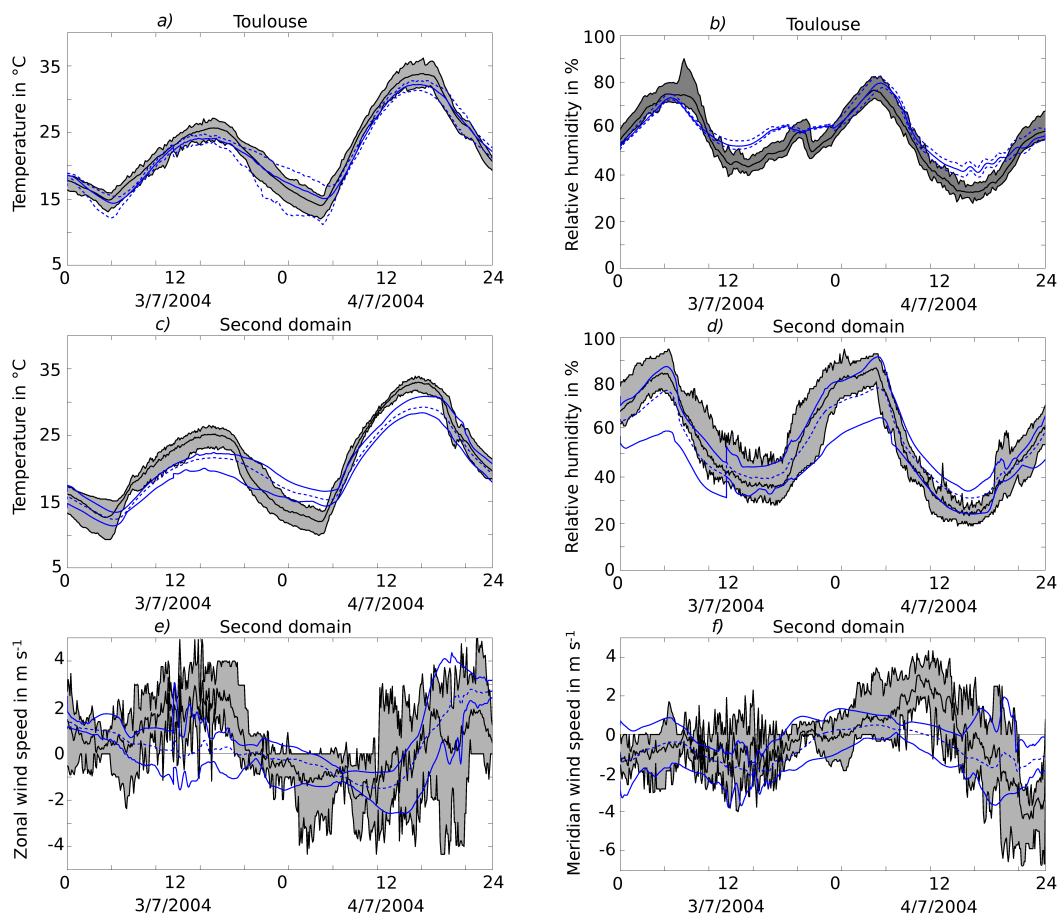 a) Toulouse
Temperature in °C
35
25
15
5
0 12 0 12 24
3/7/2004 4/7/2004
b) Toulouse
Relative humidity in %
100
80
60
40
20
0
0 12 0 12 24
3/7/2004 4/7/2004
c) Second domain
Temperature in °C
35
25
15
5
0 12 0 12 24
3/7/2004 4/7/2004
d) Second domain
Relative humidity in %
100
80
60
40
20
0
0 12 0 12 24
3/7/2004 4/7/2004
e) Second domain
Zonal wind speed in m s-1
4
2
0
-2
-4
0 12 0 12 24
3/7/2004 4/7/2004
f) Second domain
Meridian wind speed in m s-1
4
2
0
-2
-4
-6
0 12 0 12 24
3/7/2004 4/7/2004